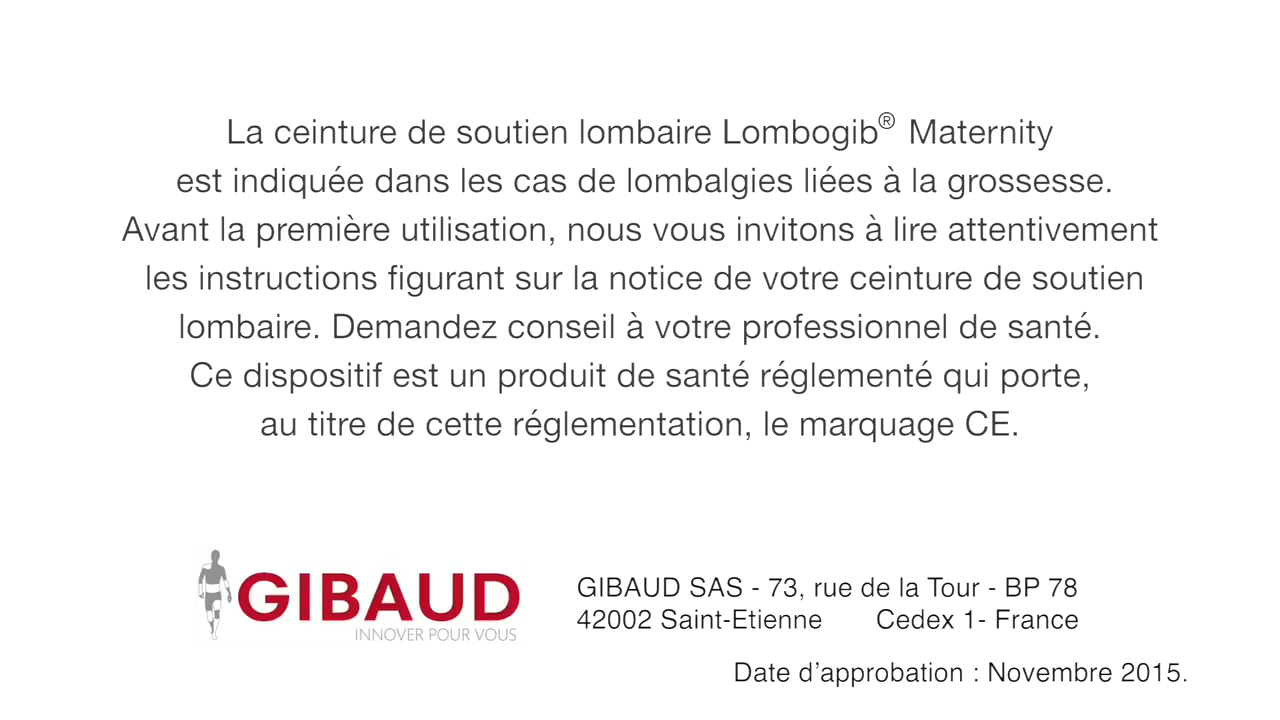 La ceinture de soutien lombaire Lombogib® Maternity
est indiquée dans les cas de lombalgies liées à la grossesse.
Avant la première utilisation, nous vous invitons à lire attentivement
les instructions figurant sur la notice de votre ceinture de soutien
lombaire. Demandez conseil à votre professionnel de santé.
Ce dispositif est un produit de santé réglementé qui porte,
au titre de cette réglementation, le marquage CE.
GIBAUD
INNOVER POUR VOUS
GIBAUD SAS - 73, rue de la Tour - BP 78
42002 Saint-Etienne Cedex 1- France
Date d’approbation : Novembre 2015.